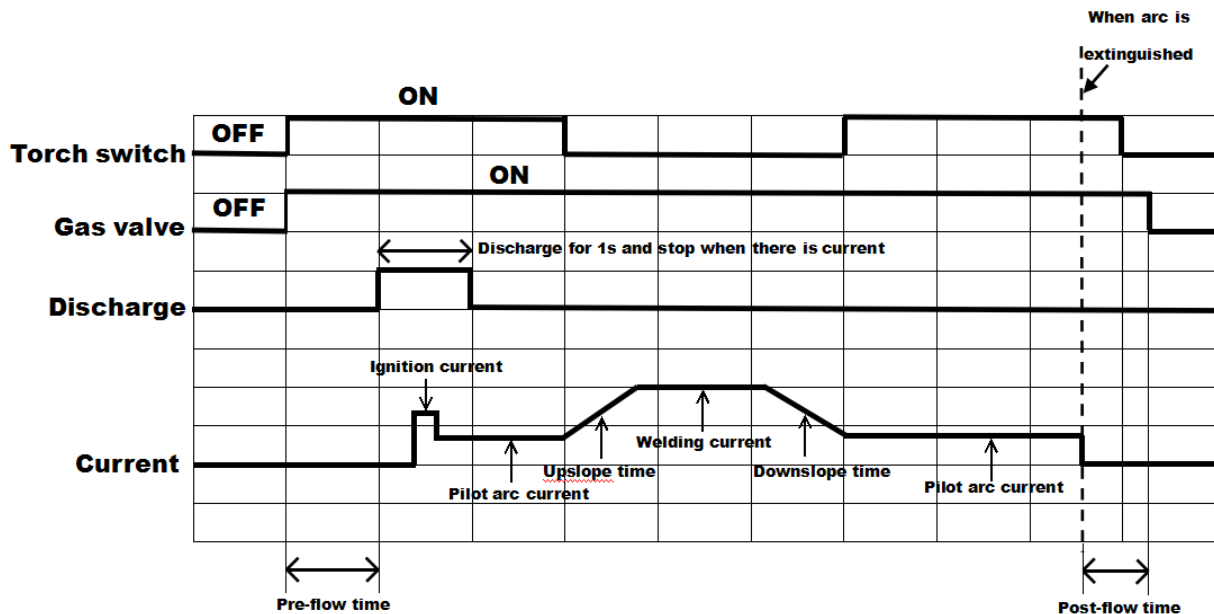 When arc is
extinguished
ON
OFF
Torch switch
ON
OFF
Gas valve
Discharge for 1s and stop when there is current
Discharge
Ignition current
Welding current
Current
Upslope time
Downslope time
Pilot arc current
Pilot arc current
Pre-flow time
Post-flow time